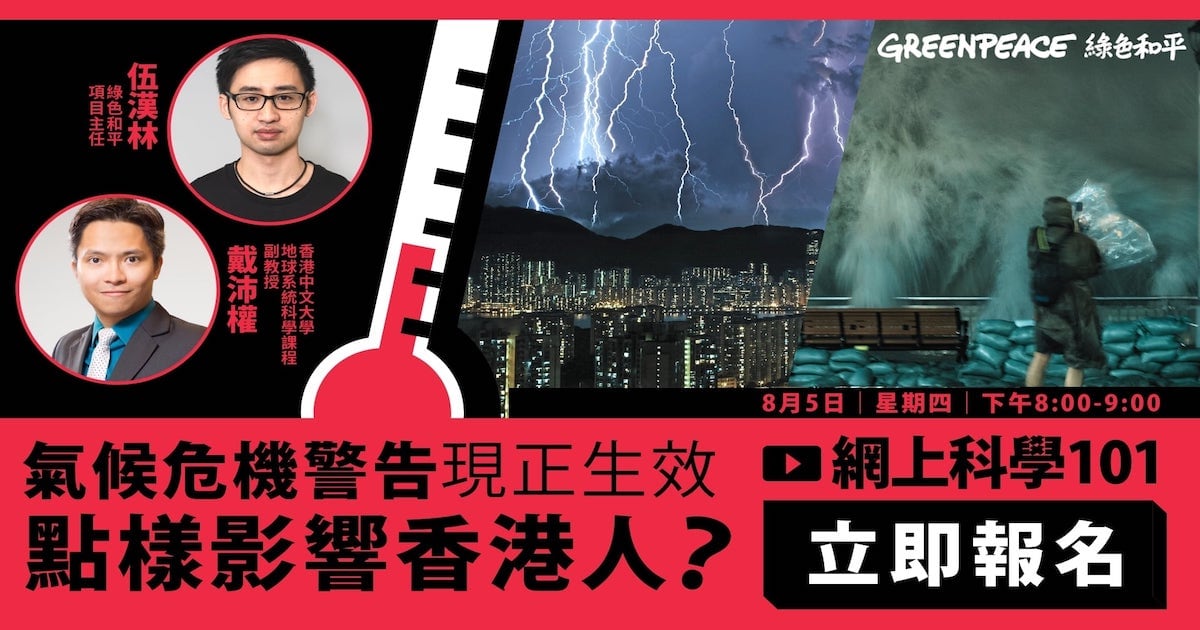 GREENPEACE 綠色和平
伍漢林
綠色和平
項目主任
香港中文大學
地球系統科學課程
副教授
戴沛權
8月5日｜星期四｜下午8:00-9:00
氣候危機警告現正生效
點樣影響香港人?
網上科學101
立即報名